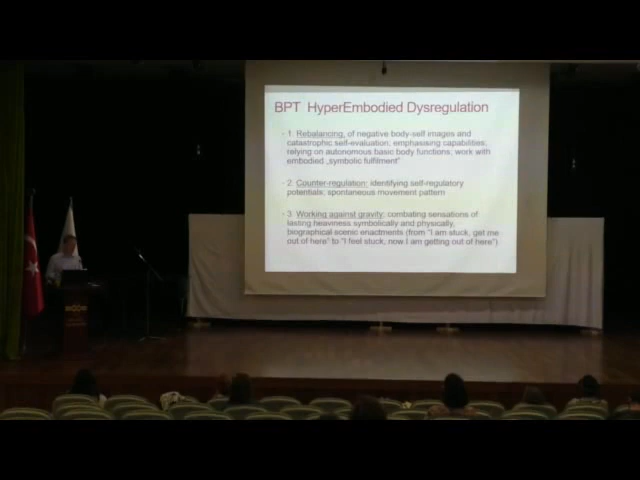 BPT HyperEmbodied Dysregulation
- 1. Rebalancing, of negative body-self images and
catastrophic self-evaluation; emphasising capabilities;
relying on autonomous basic body functions; work with
embodied „symbolic fulfilment"
- 2. Counter-regulation: identifying self-regulatory
potentials; spontaneous movement pattern
- 3. Working against gravity: combating sensations of
lasting heaviness symbolically and physically,
biographical scenic enactments (from "I am stuck, get me
out of here" to "I feel stuck, now I am getting out of here")